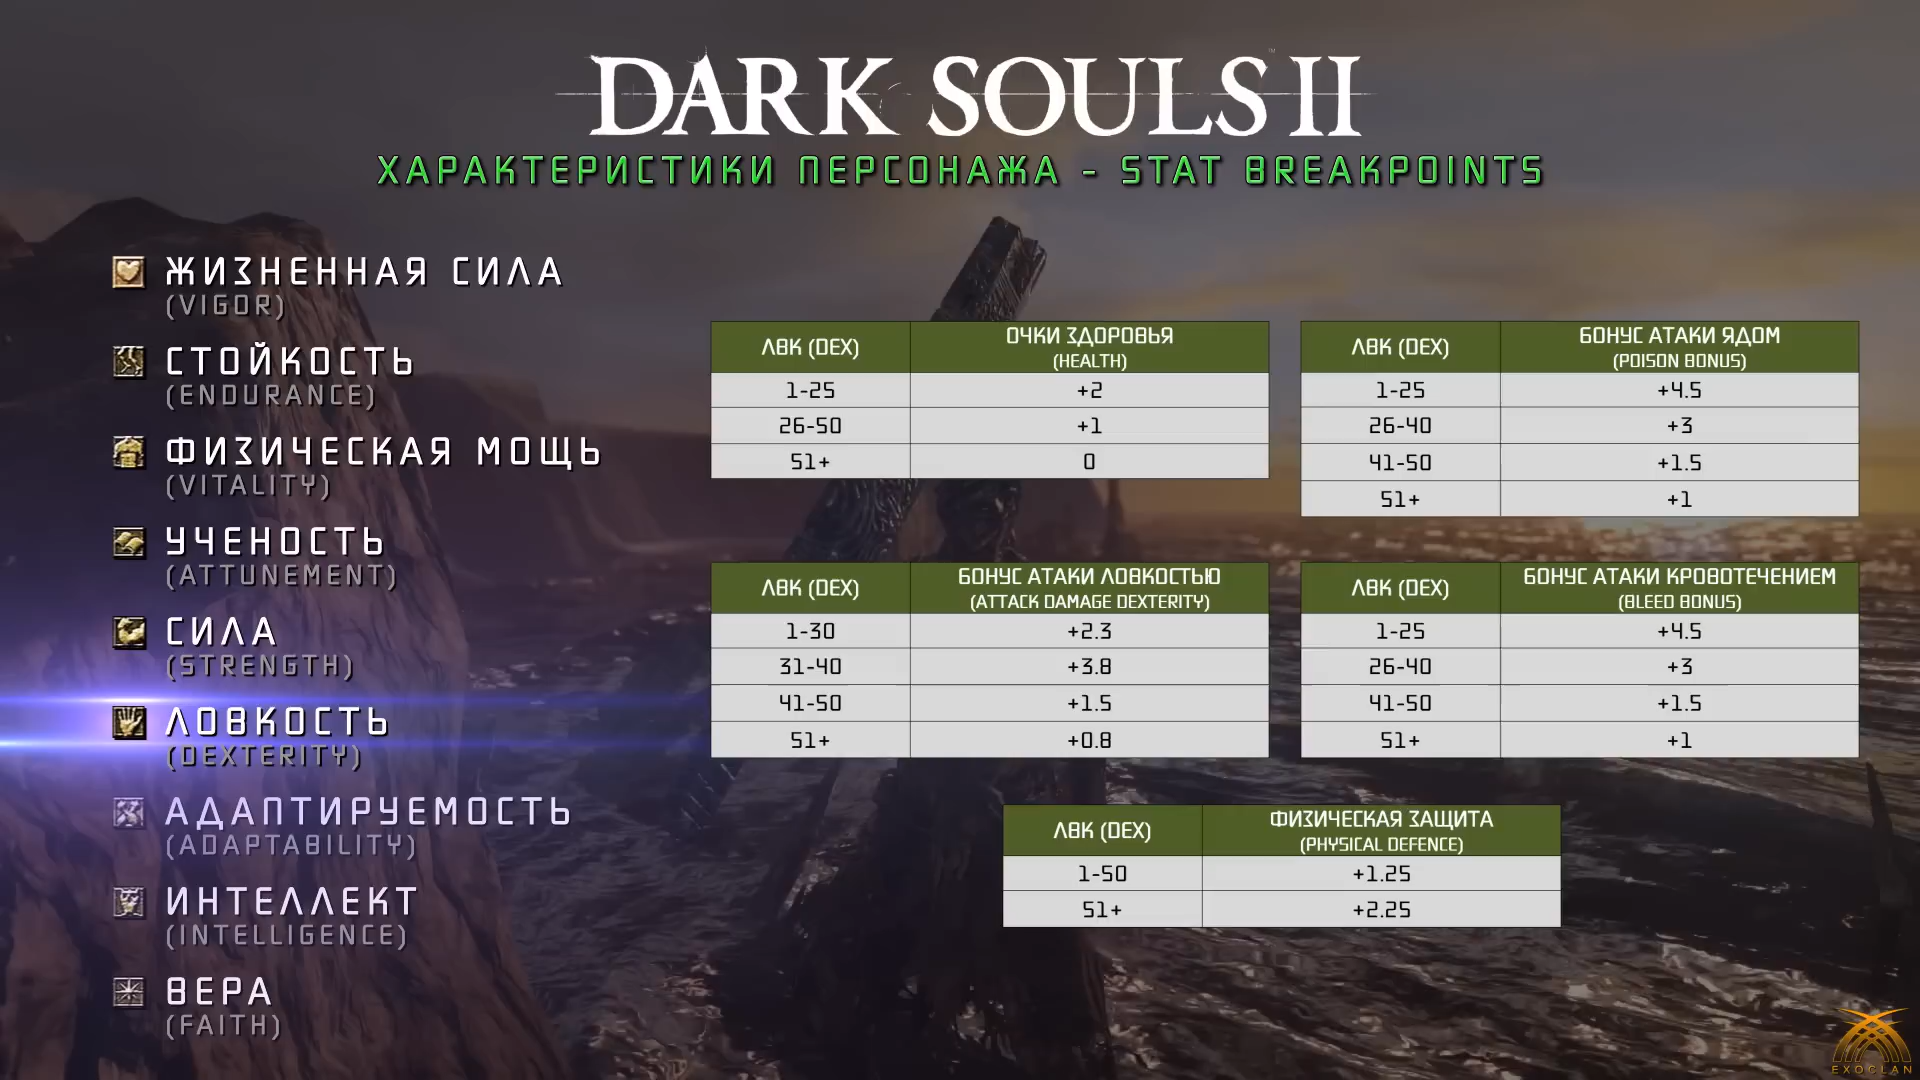 DARK SOULS II
™
ХАРАКТЕРИСТИКИ ПЕРСОНАЖА - STAT BREAKPOINTS
ЖИЗНЕННАЯ СИЛА
(VIGOR)
СТОЙКОСТЬ
(ENDURANCE)
ФИЗИЧЕСКАЯ МОЩЬ
(VITALITY)
УЧЕНОСТЬ
(ATTUNEMENT)
СИЛА
(STRENGTH)
ЛОВКОСТЬ
(DEXTERITY)
АДАПТИРУЕМОСТЬ
(ADAPTABILITY)
ИНТЕЛЛЕКТ
(INTELLIGENCE)
ВЕРА
(FAITH)
ЛВК (DEX) ОЧКИ ЗДОРОВЬЯ
(HEALTH)
1-25 +2
26-50 +1
51+ 0
ЛВК (DEX) БОНУС АТАКИ ЯДОМ
(POISON BONUS)
1-25 +4.5
26-40 +3
41-50 +1.5
51+ +1
ЛВК (DEX) БОНУС АТАКИ ЛОВКОСТЬЮ
(ATTACK DAMAGE DEXTERITY)
1-30 +2.3
31-40 +3.8
41-50 +1.5
51+ +0.8
ЛВК (DEX) БОНУС АТАКИ КРОВОТЕЧЕНИЕМ
(BLEED BONUS)
1-25 +4.5
26-40 +3
41-50 +1.5
51+ +1
ЛВК (DEX) ФИЗИЧЕСКАЯ ЗАЩИТА
(PHYSICAL DEFENCE)
1-50 +1.25
51+ +2.25
EXOCLAN